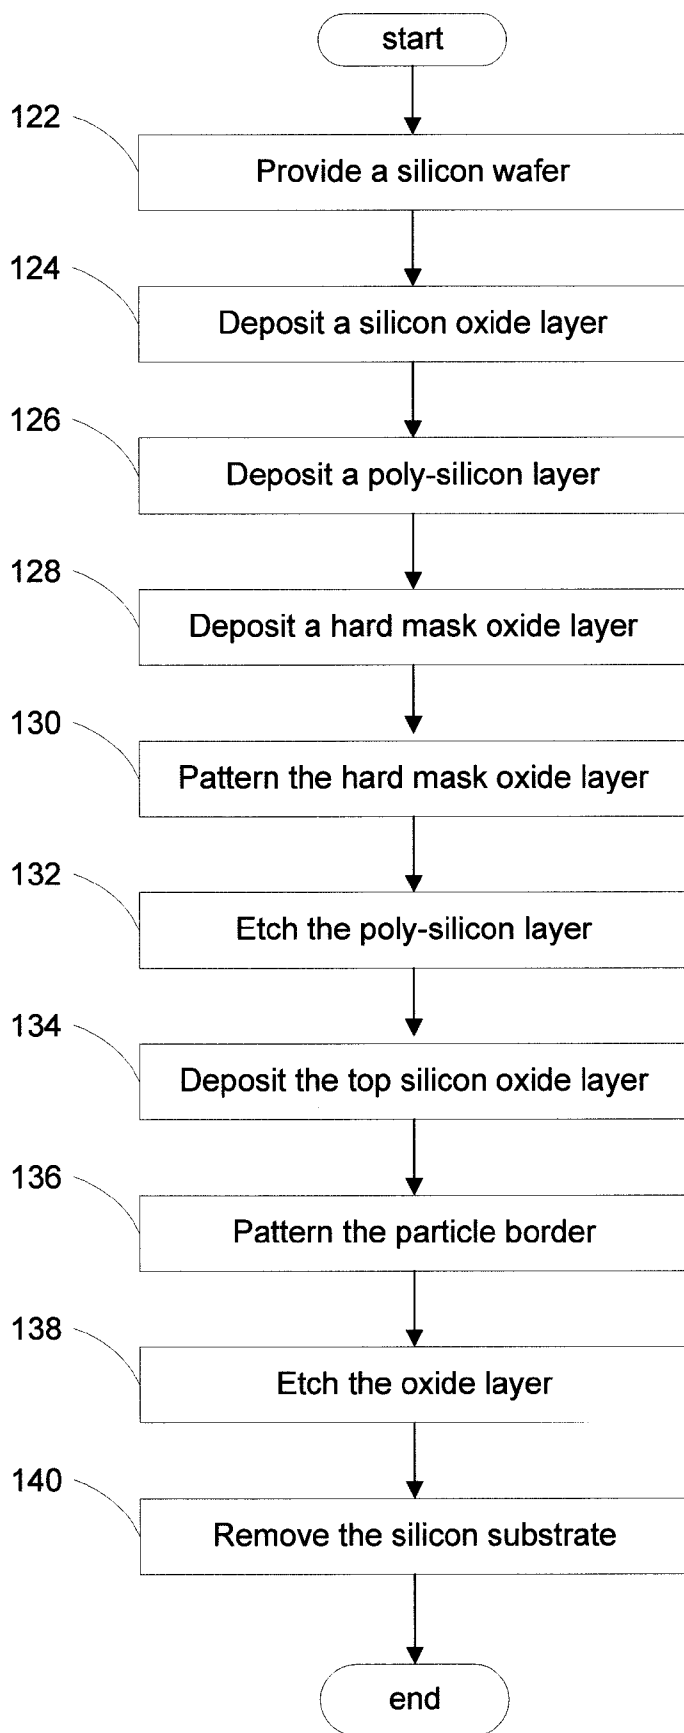 start
122
Provide a silicon wafer
124
Deposit a silicon oxide layer
126
Deposit a poly-silicon layer
128
Deposit a hard mask oxide layer
130
Pattern the hard mask oxide layer
132
Etch the poly-silicon layer
134
Deposit the top silicon oxide layer
136
Pattern the particle border
138
Etch the oxide layer
140
Remove the silicon substrate
end